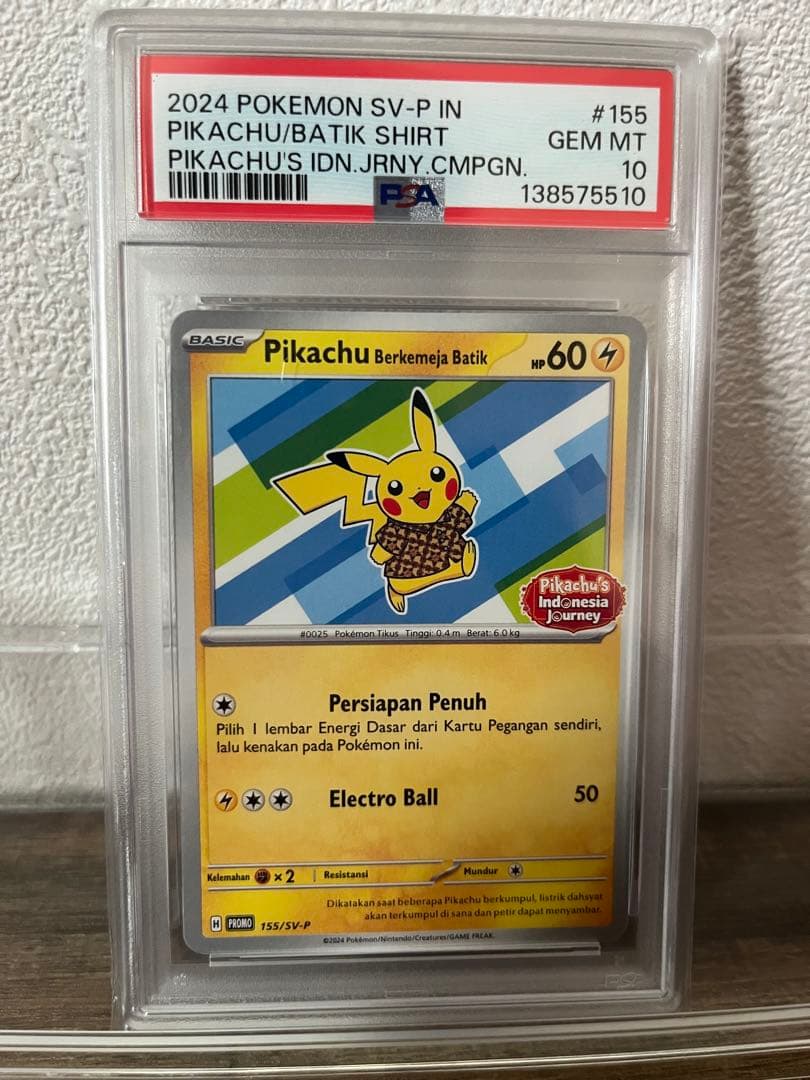 2024 POKEMON SV-P IN #155
PIKACHU/BATIK SHIRT GEM MT
PIKACHU'S IDN.JRNY.CMPGN. 10
PSA 138575510
BASIC Pikachu Berkemeja Batik HP 60
Pikachu's
Indonesia
Journey
#0025 Pokémon Tikus Tinggi: 0.4 m Berat: 6.0 kg
Persiapan Penuh
Pilih 1 lembar Energi Dasar dari Kartu Pegangan sendiri,
lalu kenakan pada Pokémon ini.
Electro Ball 50
Kelemahan ×2 Resistansi Mundur
Dikatakan saat beberapa Pikachu berkumpul, listrik dahsyat
akan terkumpul di sana dan petir dapat menyambar.
H PROMO 155/SV-P
©2024 Pokémon/Nintendo/Creatures/GAME FREAK.
PSA